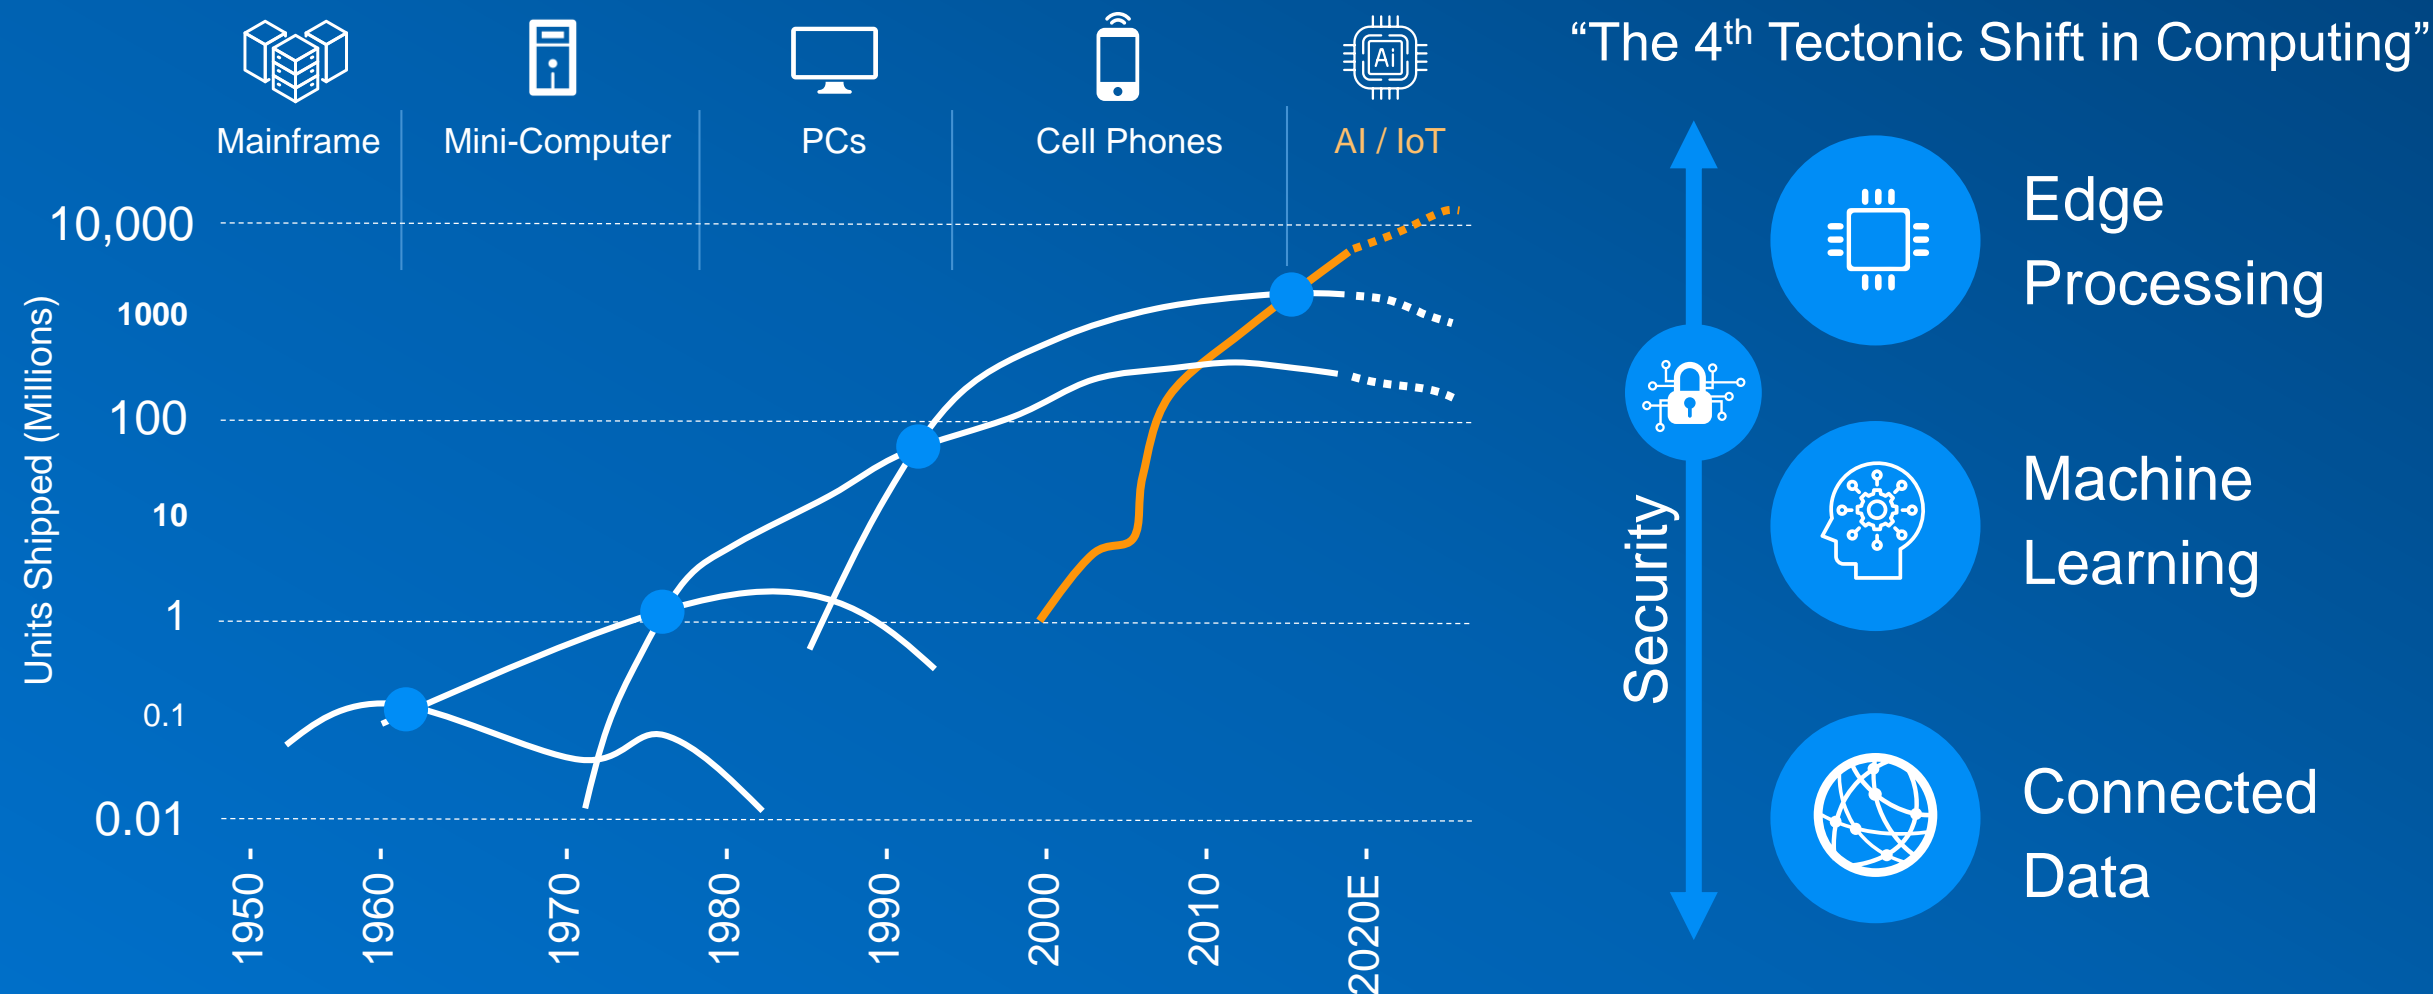 “The 4th Tectonic Shift in Computing”
Mainframe
Mini-Computer
PCs
Cell Phones
Ai
AI / IoT
Units Shipped (Millions)
10,000
1000
100
10
1
0.1
0.01
1950
1960
1970
1980
1990
2000
2010
2020E
Security
Edge
Processing
Machine
Learning
Connected
Data